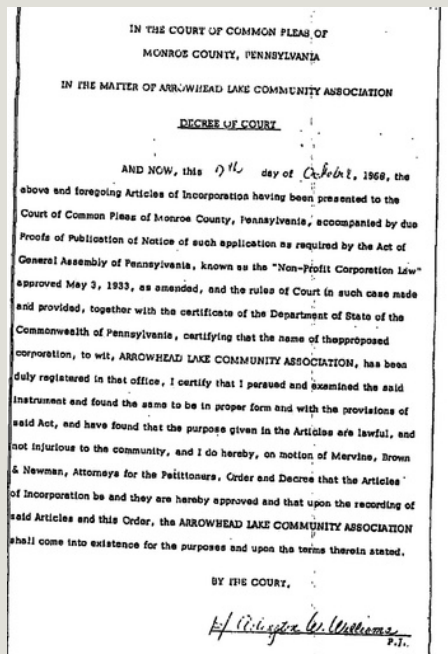 IN THE COURT OF COMMON PLEAS OF
MONROE COUNTY, PENNSYLVANIA
IN THE MATTER OF ARROWHEAD LAKE COMMUNITY ASSOCIATION
DECREE OF COURT
AND NOW, this 7th day of October, 1968, the
above and foregoing Articles of Incorporation having been presented to the
Court of Common Pleas of Monroe County, Pennsylvania, accompanied by due
Proofs of Publication of Notice of such application as required by the Act of
General Assembly of Pennsylvania, known as the "Non-Profit Corporation Law"
approved May 3, 1933, as amended, and the rules of Court in such case made
and provided, together with the certificate of the Department of State of the
Commonwealth of Pennsylvania, certifying that the name of theapproposed
corporation, to wit, ARROWHEAD LAKE COMMUNITY ASSOCIATION, has been
duly registered in that office, I certify that I persued and examined the said
instrument and found the same to be in proper form and with the provisions of
said Act, and have found that the purpose given in the Articles are lawful, and
not injurious to the community, and I do hereby, on motion of Mervine, Brown
& Newman, Attorneys for the Petitioners, Order and Decree that the Articles
of Incorporation be and they are hereby approved and that upon the recording of
said Articles and this Order, the ARROWHEAD LAKE COMMUNITY ASSOCIATION
shall come into existence for the purposes and upon the terms therein stated.
BY THE COURT,
s/ Arlington W. Williams
P.J.